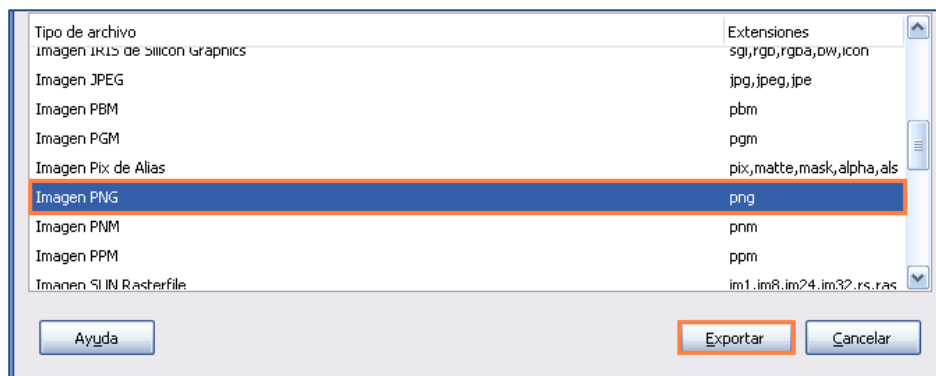 Tipo de archivo Extensiones
Imagen IRIS de Silicon Graphics sgi,rgb,rgba,bw,icon
Imagen JPEG jpg,jpeg,jpe
Imagen PBM pbm
Imagen PGM pgm
Imagen Pix de Alias pix,matte,mask,alpha,als
Imagen PNG png
Imagen PNM pnm
Imagen PPM ppm
Imagen SUN Rasterfile im1,im8,im24,im32,rs,ras
Ayuda Exportar Cancelar